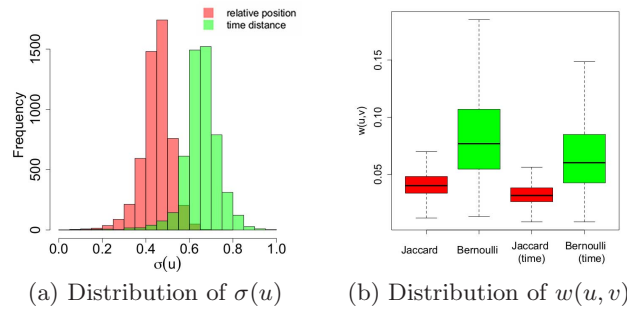 relative position
time distance
Frequency
1500
1000
500
0
0.0 0.2 0.4 0.6 0.8 1.0
σ(u)
(a) Distribution of σ(u)
w(u,v)
0.15
0.10
0.05
Jaccard Bernoulli Jaccard Bernoulli
(time) (time)
(b) Distribution of w(u, v)